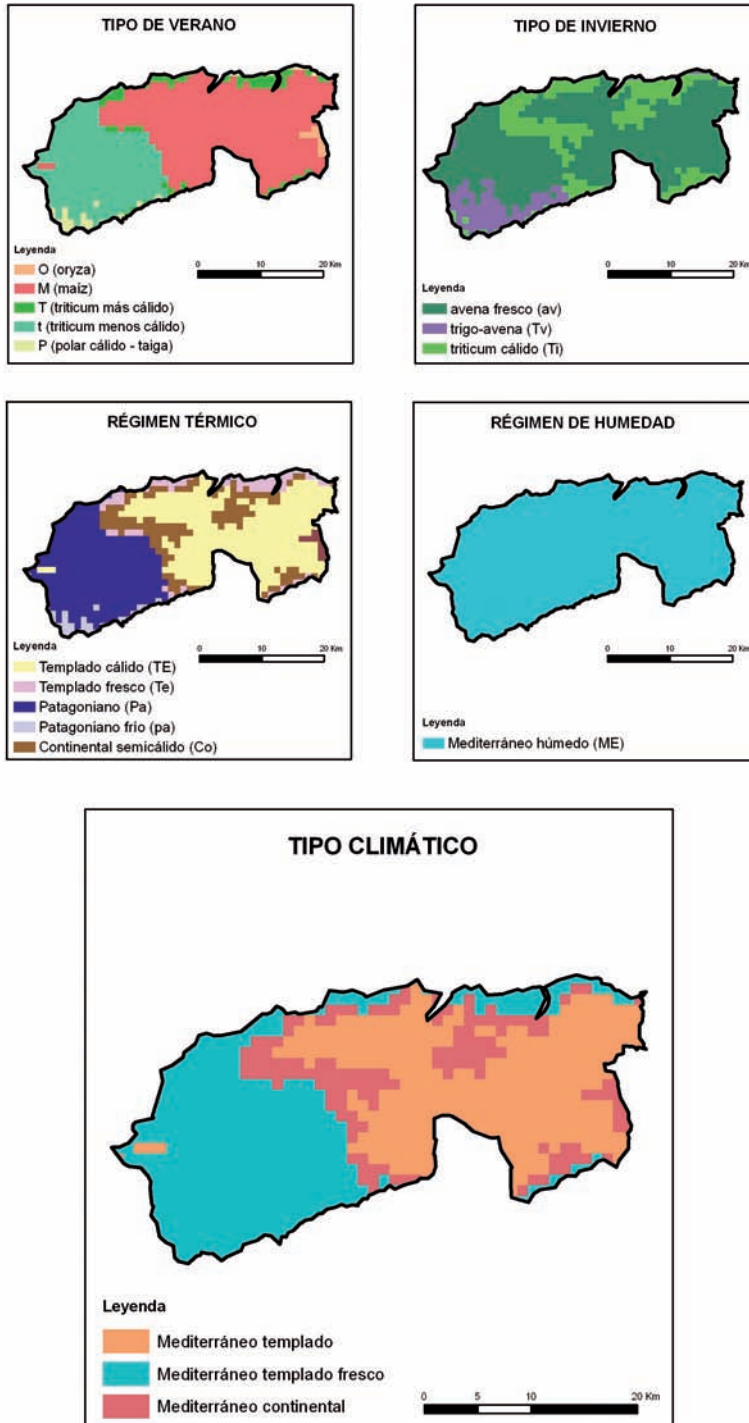 TIPO DE VERANO
Leyenda
O (oryza)
M (maíz)
T (triticum más cálido)
t (triticum menos cálido)
P (polar cálido - taiga)
0 10 20 Km
TIPO DE INVIERNO
0 10 20 Km
Leyenda
avena fresco (av)
trigo-avena (Tv)
triticum cálido (Ti)
RÉGIMEN TÉRMICO
Leyenda
0 10 20 Km
Templado cálido (TE)
Templado fresco (Te)
Patagoniano (Pa)
Patagoniano frio (pa)
Continental semicálido (Co)
RÉGIMEN DE HUMEDAD
0 10 20 Km
Leyenda
Mediterráneo húmedo (ME)
TIPO CLIMÁTICO
Leyenda
Mediterráneo templado
Mediterráneo templado fresco
Mediterráneo continental
0 5 10 20 Km